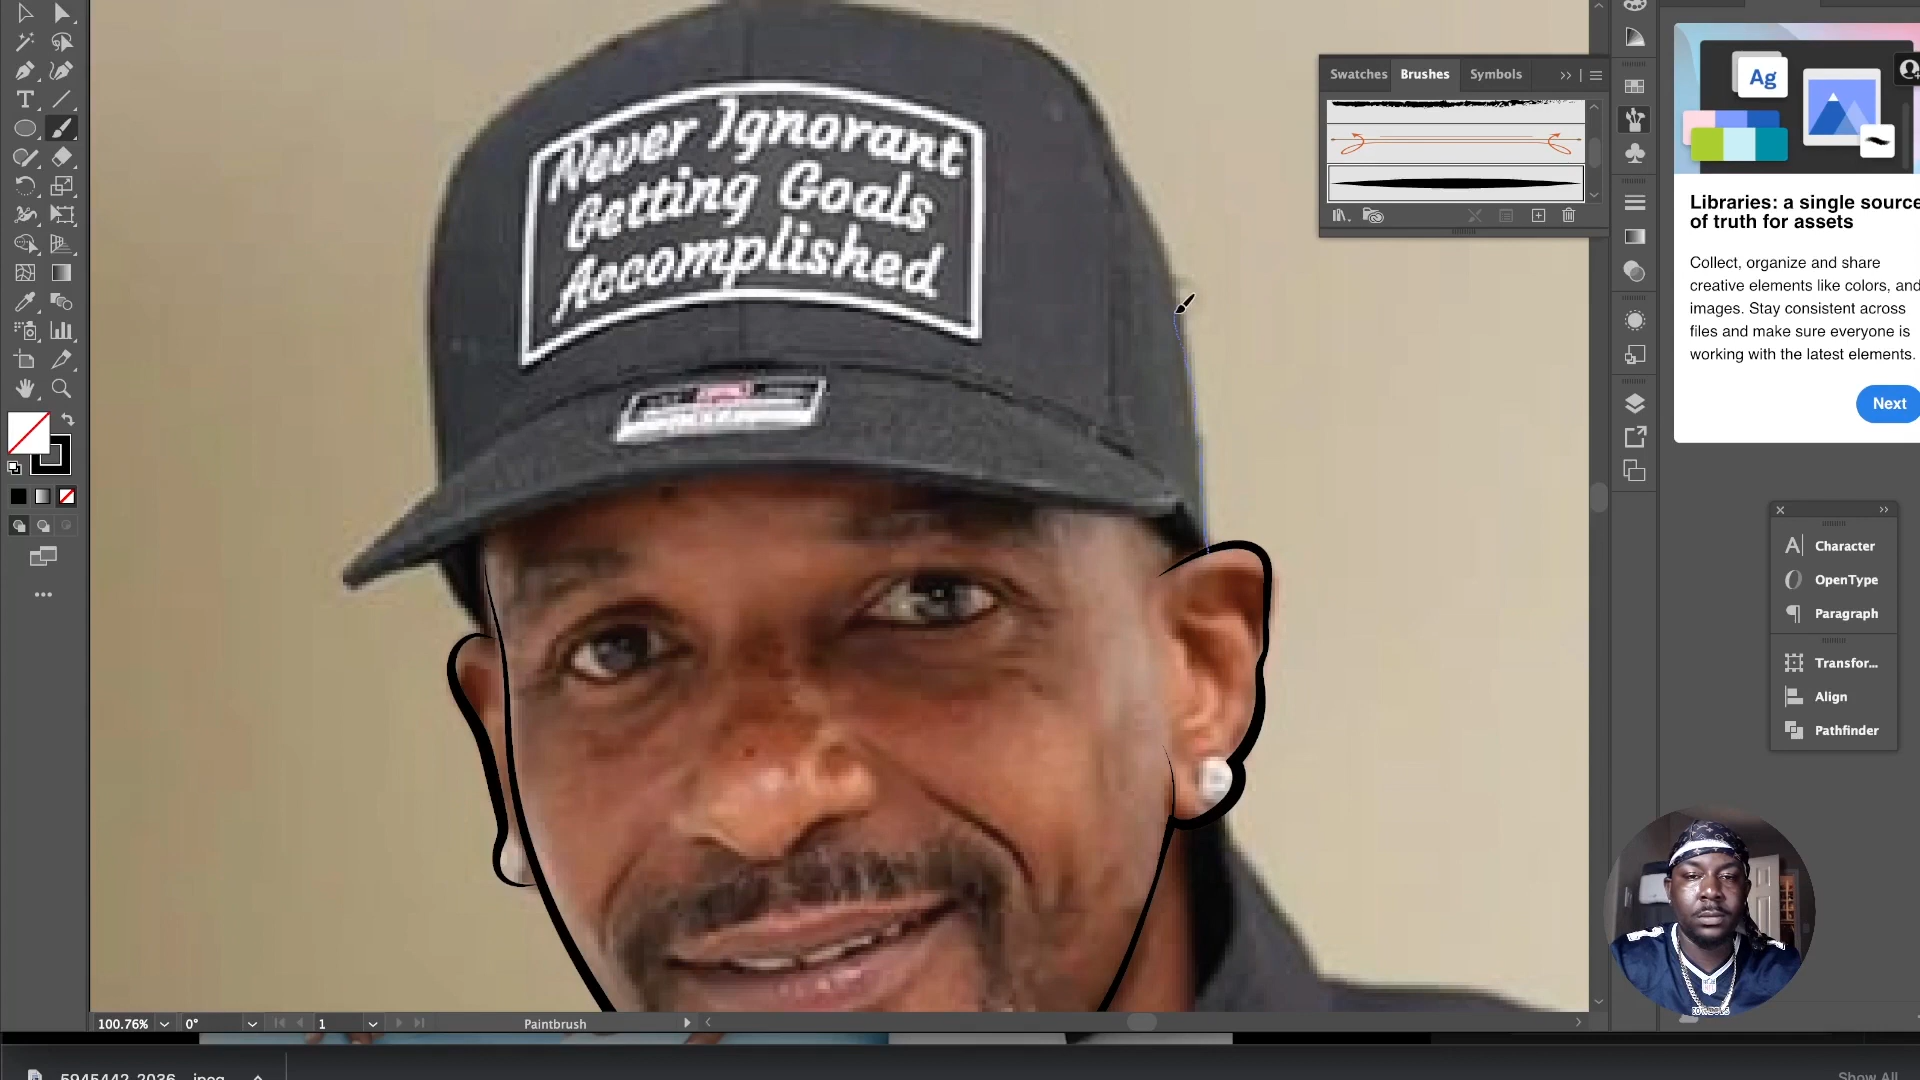 Never Ignorant
Getting Goals
Accomplished
Swatches
Brushes
Symbols
Ag
Libraries: a single source
of truth for assets
Collect, organize and share
creative elements like colors, and
images. Stay consistent across
files and make sure everyone is
working with the latest elements.
Next
Character
OpenType
Paragraph
Transfor...
Align
Pathfinder
100.76%
0°
1
Paintbrush
5945442_2036...jpeg
Show All